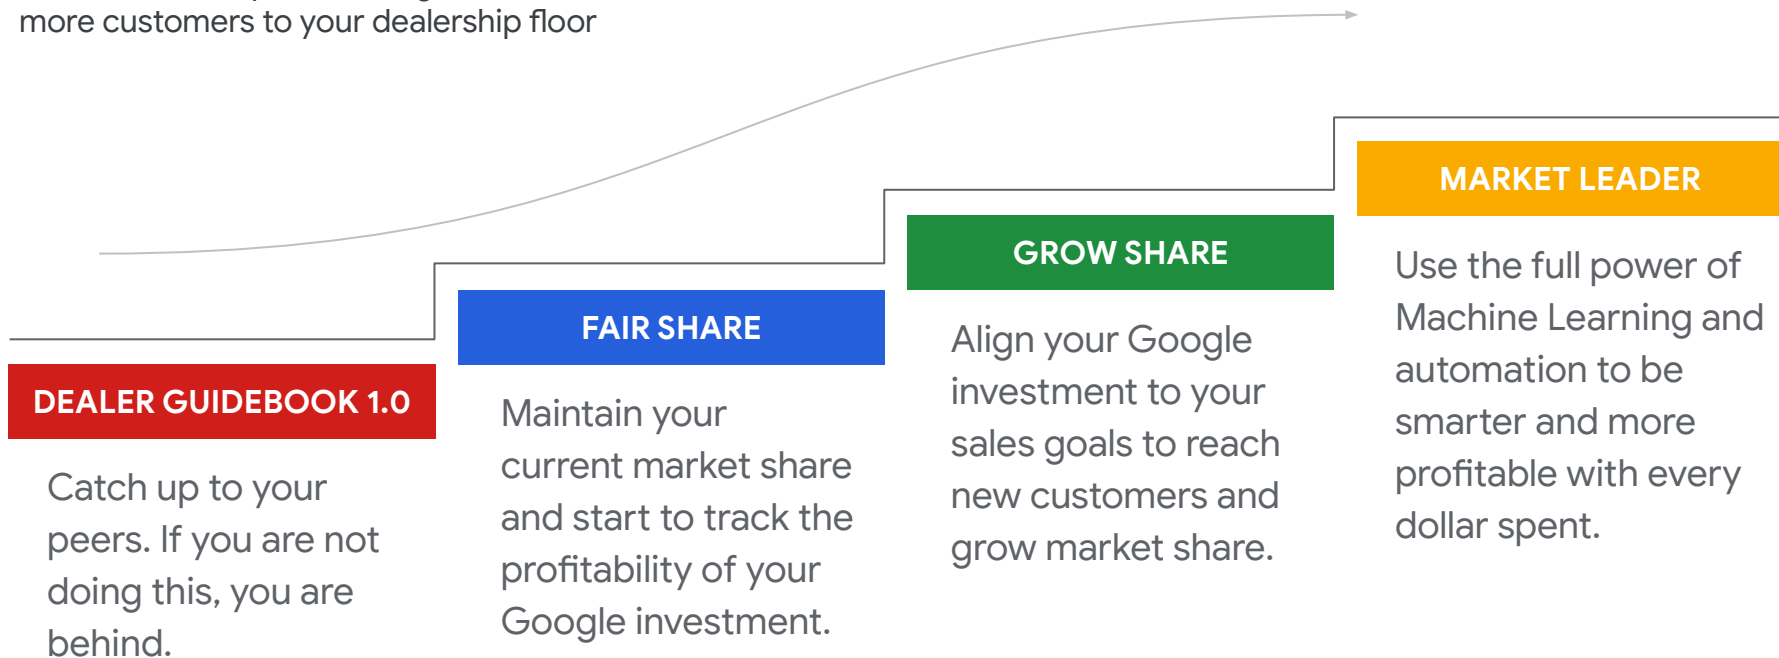 more customers to your dealership floor
DEALER GUIDEBOOK 1.0
Catch up to your
peers. If you are not
doing this, you are
behind.
FAIR SHARE
Maintain your
current market share
and start to track the
profitability of your
Google investment.
GROW SHARE
Align your Google
investment to your
sales goals to reach
new customers and
grow market share.
MARKET LEADER
Use the full power of
Machine Learning and
automation to be
smarter and more
profitable with every
dollar spent.